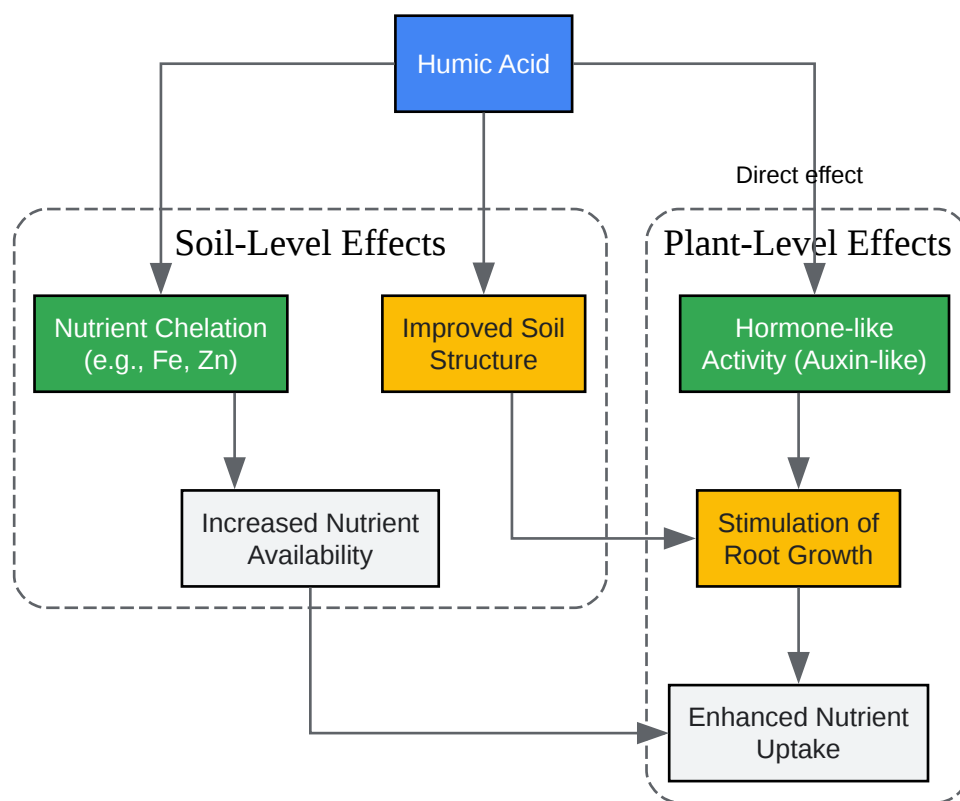 Humic Acid
Direct effect
Soil-Level Effects
Plant-Level Effects
Nutrient Chelation
(e.g., Fe, Zn)
Improved Soil
Structure
Hormone-like
Activity (Auxin-like)
Increased Nutrient
Availability
Stimulation of
Root Growth
Enhanced Nutrient
Uptake